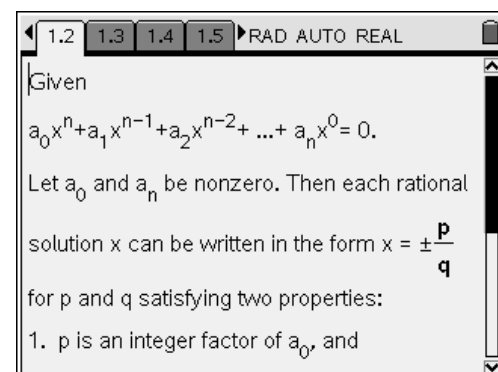 1.2 1.3 1.4 1.5 RAD AUTO REAL
Given
a₀xⁿ+a₁xⁿ⁻¹+a₂xⁿ⁻²+ ...+ aₙx⁰= 0.
Let a₀ and aₙ be nonzero. Then each rational
solution x can be written in the form x = ±p/q
for p and q satisfying two properties:
1. p is an integer factor of a₀, and